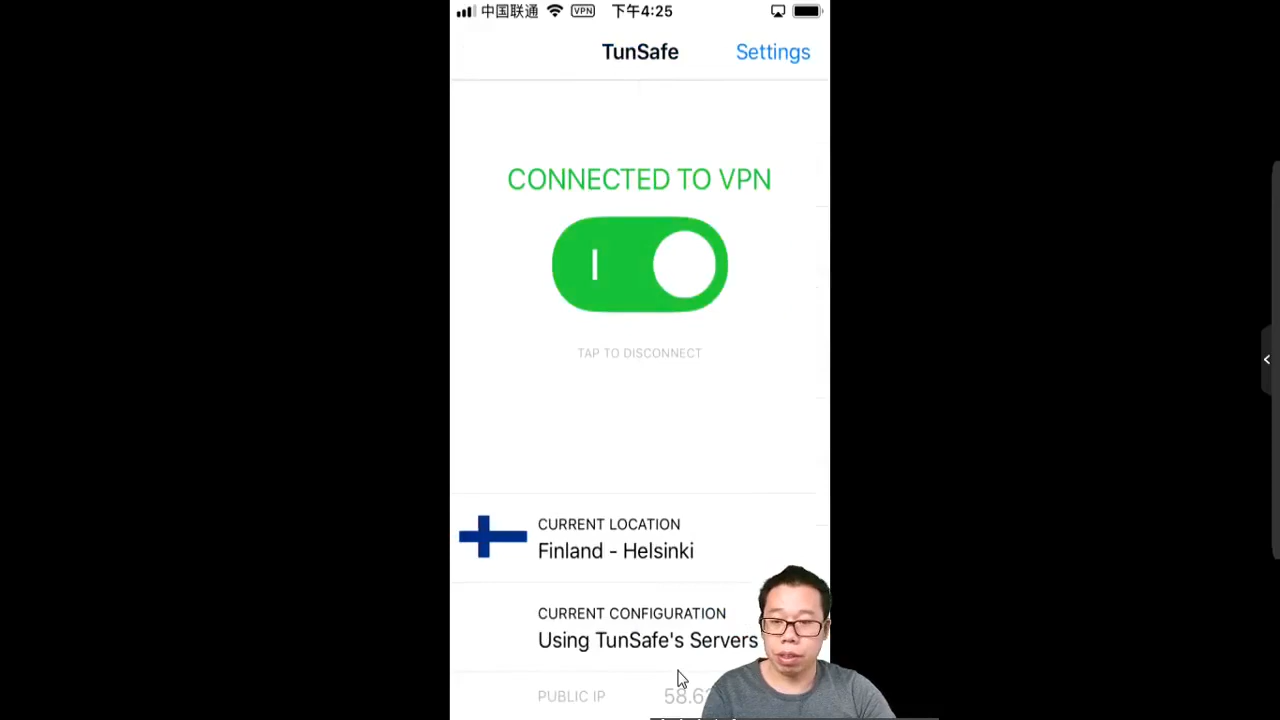 中国联通 VPN 下午4:25
TunSafe Settings
CONNECTED TO VPN
TAP TO DISCONNECT
CURRENT LOCATION
Finland - Helsinki
CURRENT CONFIGURATION
Using TunSafe's Servers
PUBLIC IP